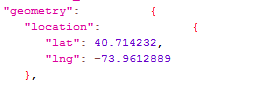 "geometry": {
"location": {
"lat": 40.714232,
"lng": -73.9612889
},